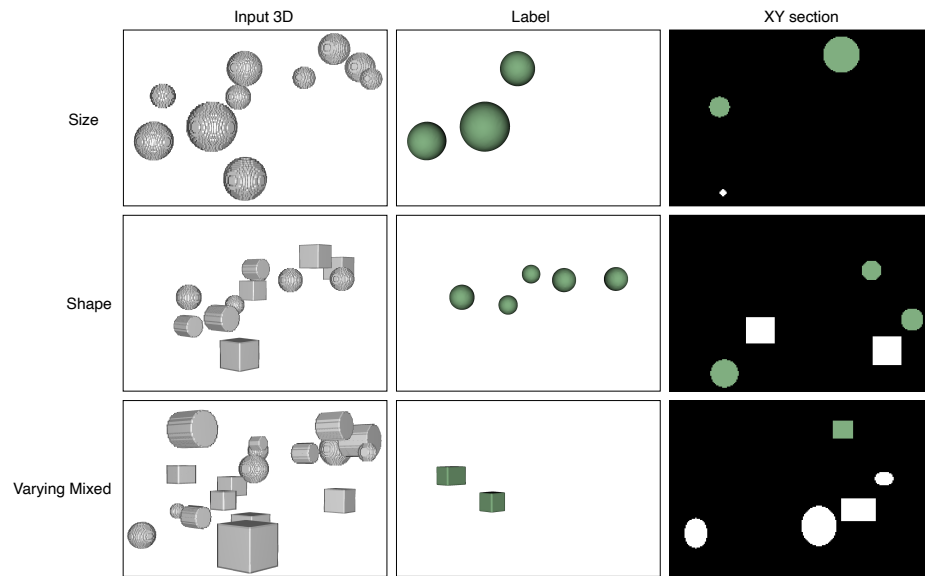 Input 3D
Label
XY section
Size
Shape
Varying Mixed